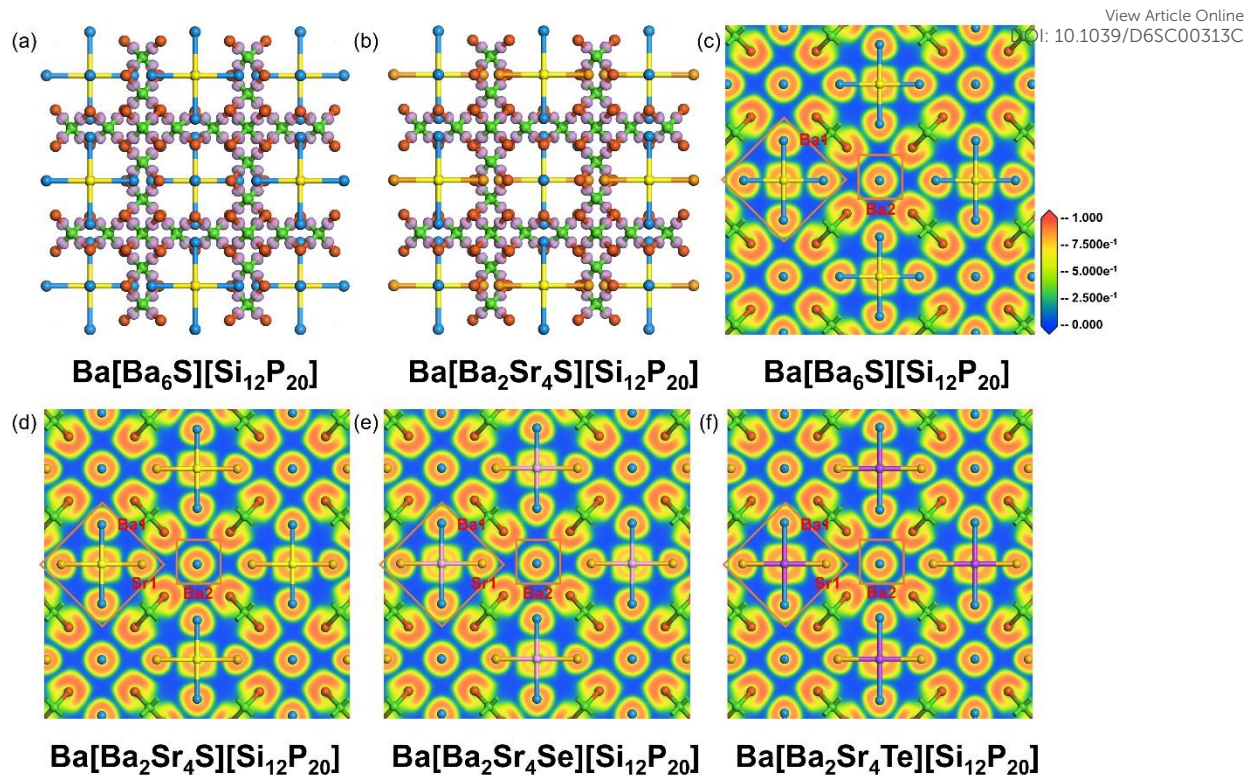 View Article Online
DOI: 10.1039/D6SC00313C
(a)
(b)
(c)
Ba1
Ba2
-- 1.000
-- 7.500e⁻¹
-- 5.000e⁻¹
-- 2.500e⁻¹
-- 0.000
Ba[Ba₆S][Si₁₂P₂₀]
Ba[Ba₂Sr₄S][Si₁₂P₂₀]
Ba[Ba₆S][Si₁₂P₂₀]
(d)
Ba1
Sr1
Ba2
(e)
Ba1
Sr1
Ba2
(f)
Ba1
Sr1
Ba2
Ba[Ba₂Sr₄S][Si₁₂P₂₀]
Ba[Ba₂Sr₄Se][Si₁₂P₂₀]
Ba[Ba₂Sr₄Te][Si₁₂P₂₀]